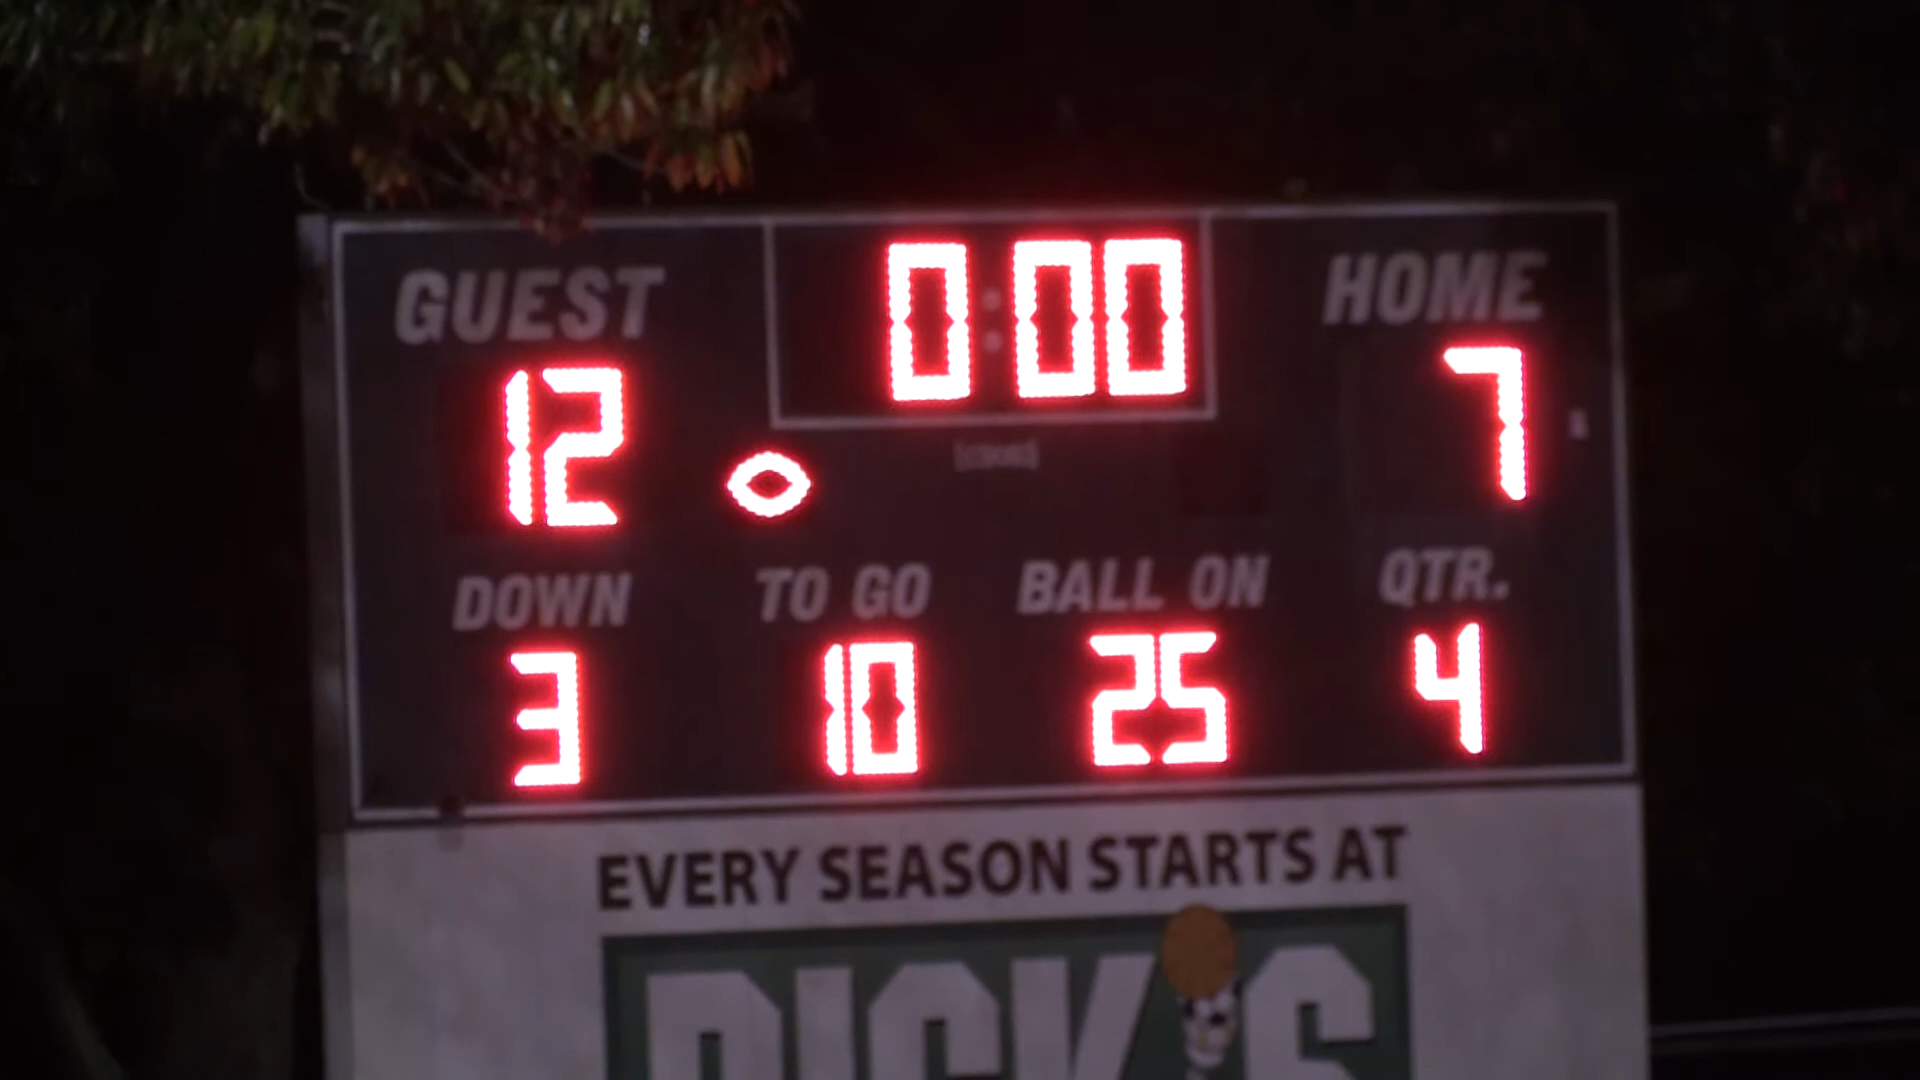 GUEST 0:00 HOME
12 7
DOWN TO GO BALL ON QTR.
3 10 25 4
EVERY SEASON STARTS AT
DICK'S